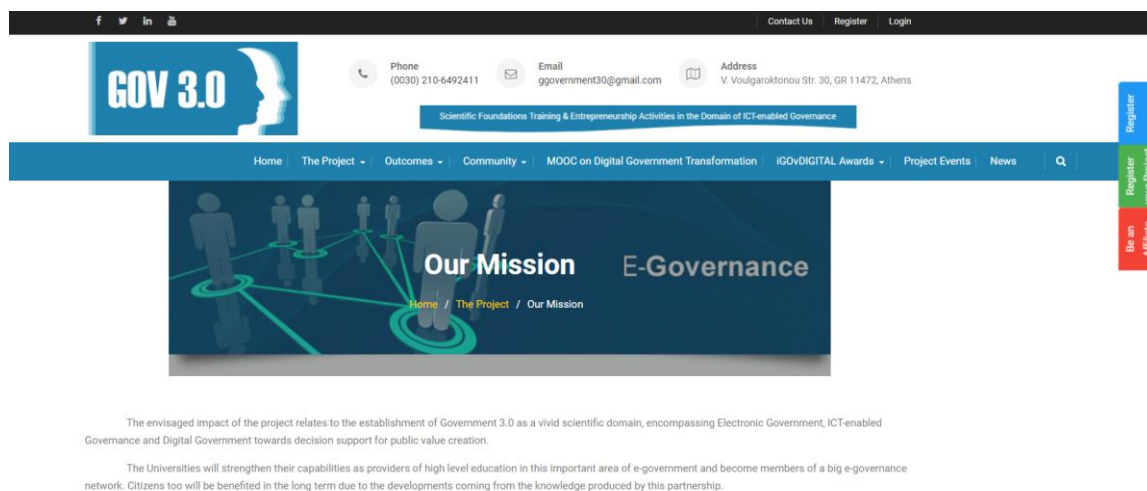 Contact Us Register Login
GOV 3.0
Phone
(0030) 210-6492411
Email
ggovernment30@gmail.com
Address
V. Voulgaroktonou Str. 30, GR 11472, Athens
Scientific Foundations Training & Entrepreneurship Activities in the Domain of ICT-enabled Governance
Home The Project Outcomes Community MOOC on Digital Government Transformation iGOvDIGITAL Awards Project Events News
Register
Register
Be an
Our Mission
E-Governance
Home / The Project / Our Mission
The envisaged impact of the project relates to the establishment of Government 3.0 as a vivid scientific domain, encompassing Electronic Government, ICT-enabled
Governance and Digital Government towards decision support for public value creation.
The Universities will strengthen their capabilities as providers of high level education in this important area of e-government and become members of a big e-governance
network. Citizens too will be benefited in the long term due to the developments coming from the knowledge produced by this partnership.